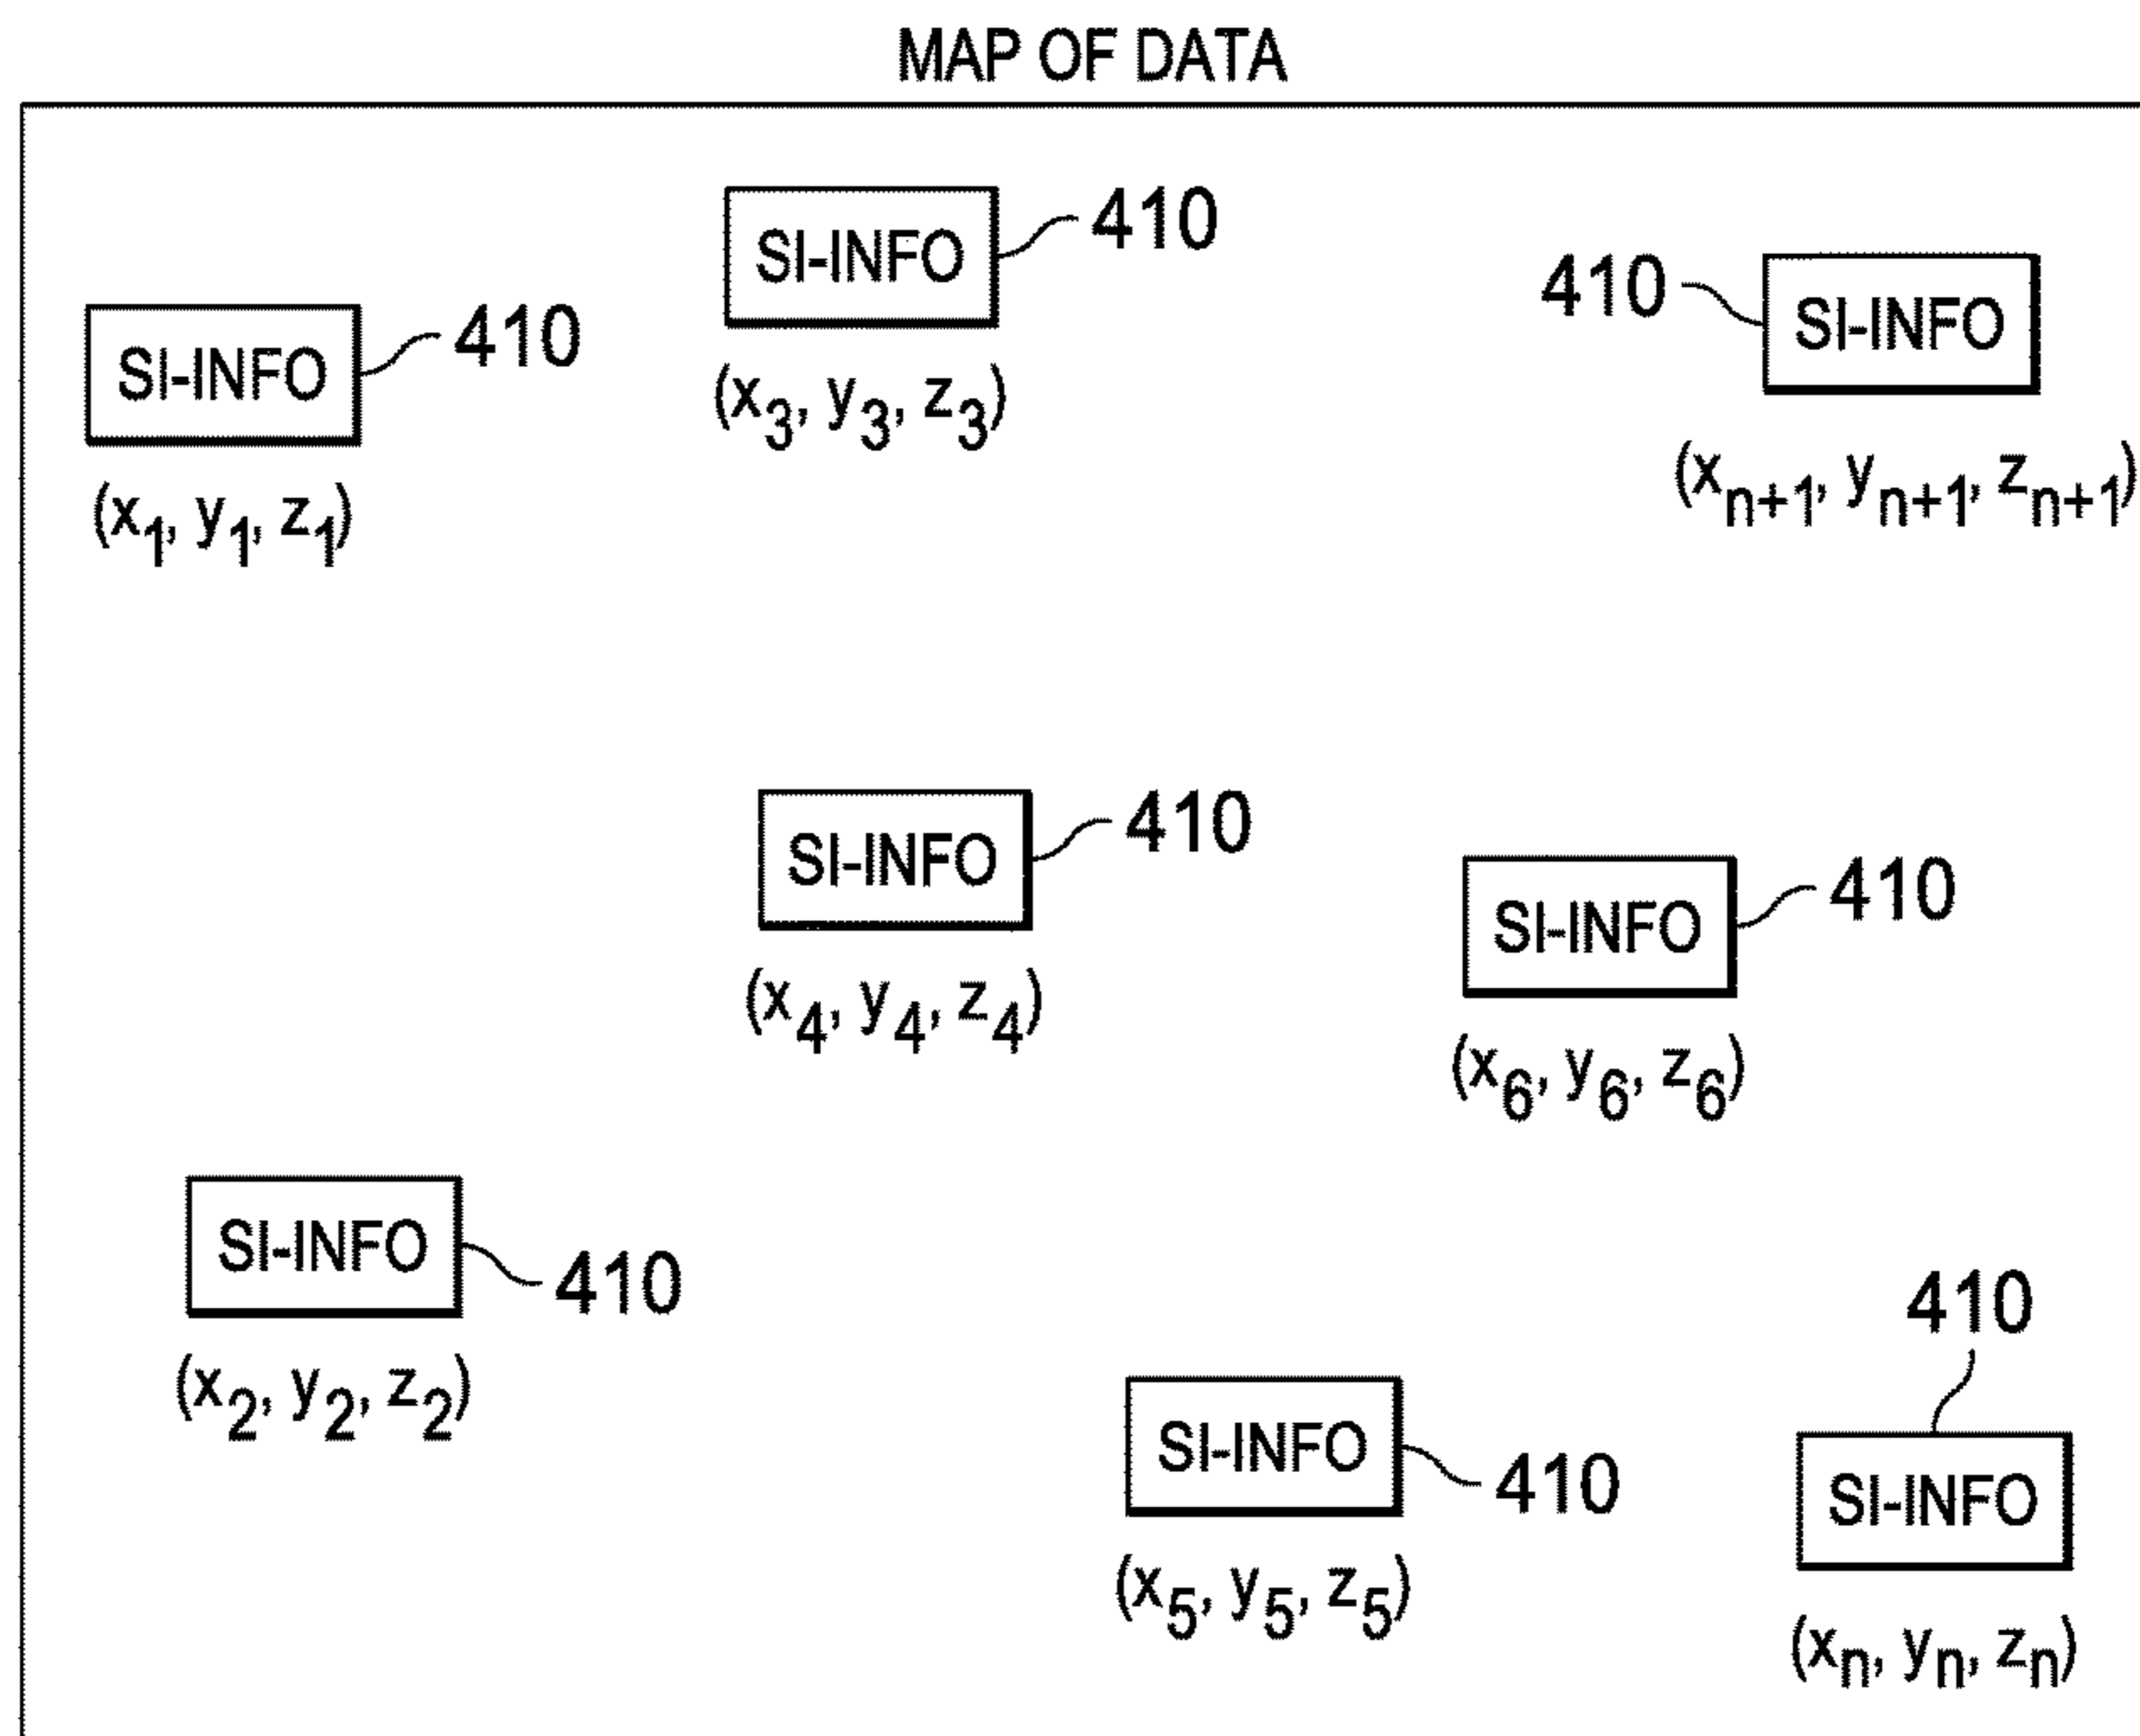 MAP OF DATA
SI-INFO 410
(x₃, y₃, z₃)
410 SI-INFO
(xₙ₊₁, yₙ₊₁, zₙ₊₁)
SI-INFO 410
(x₁, y₁, z₁)
SI-INFO 410
(x₄, y₄, z₄)
SI-INFO 410
(x₆, y₆, z₆)
SI-INFO 410
(x₂, y₂, z₂)
SI-INFO 410
(x₅, y₅, z₅)
410
SI-INFO
(xₙ, yₙ, zₙ)